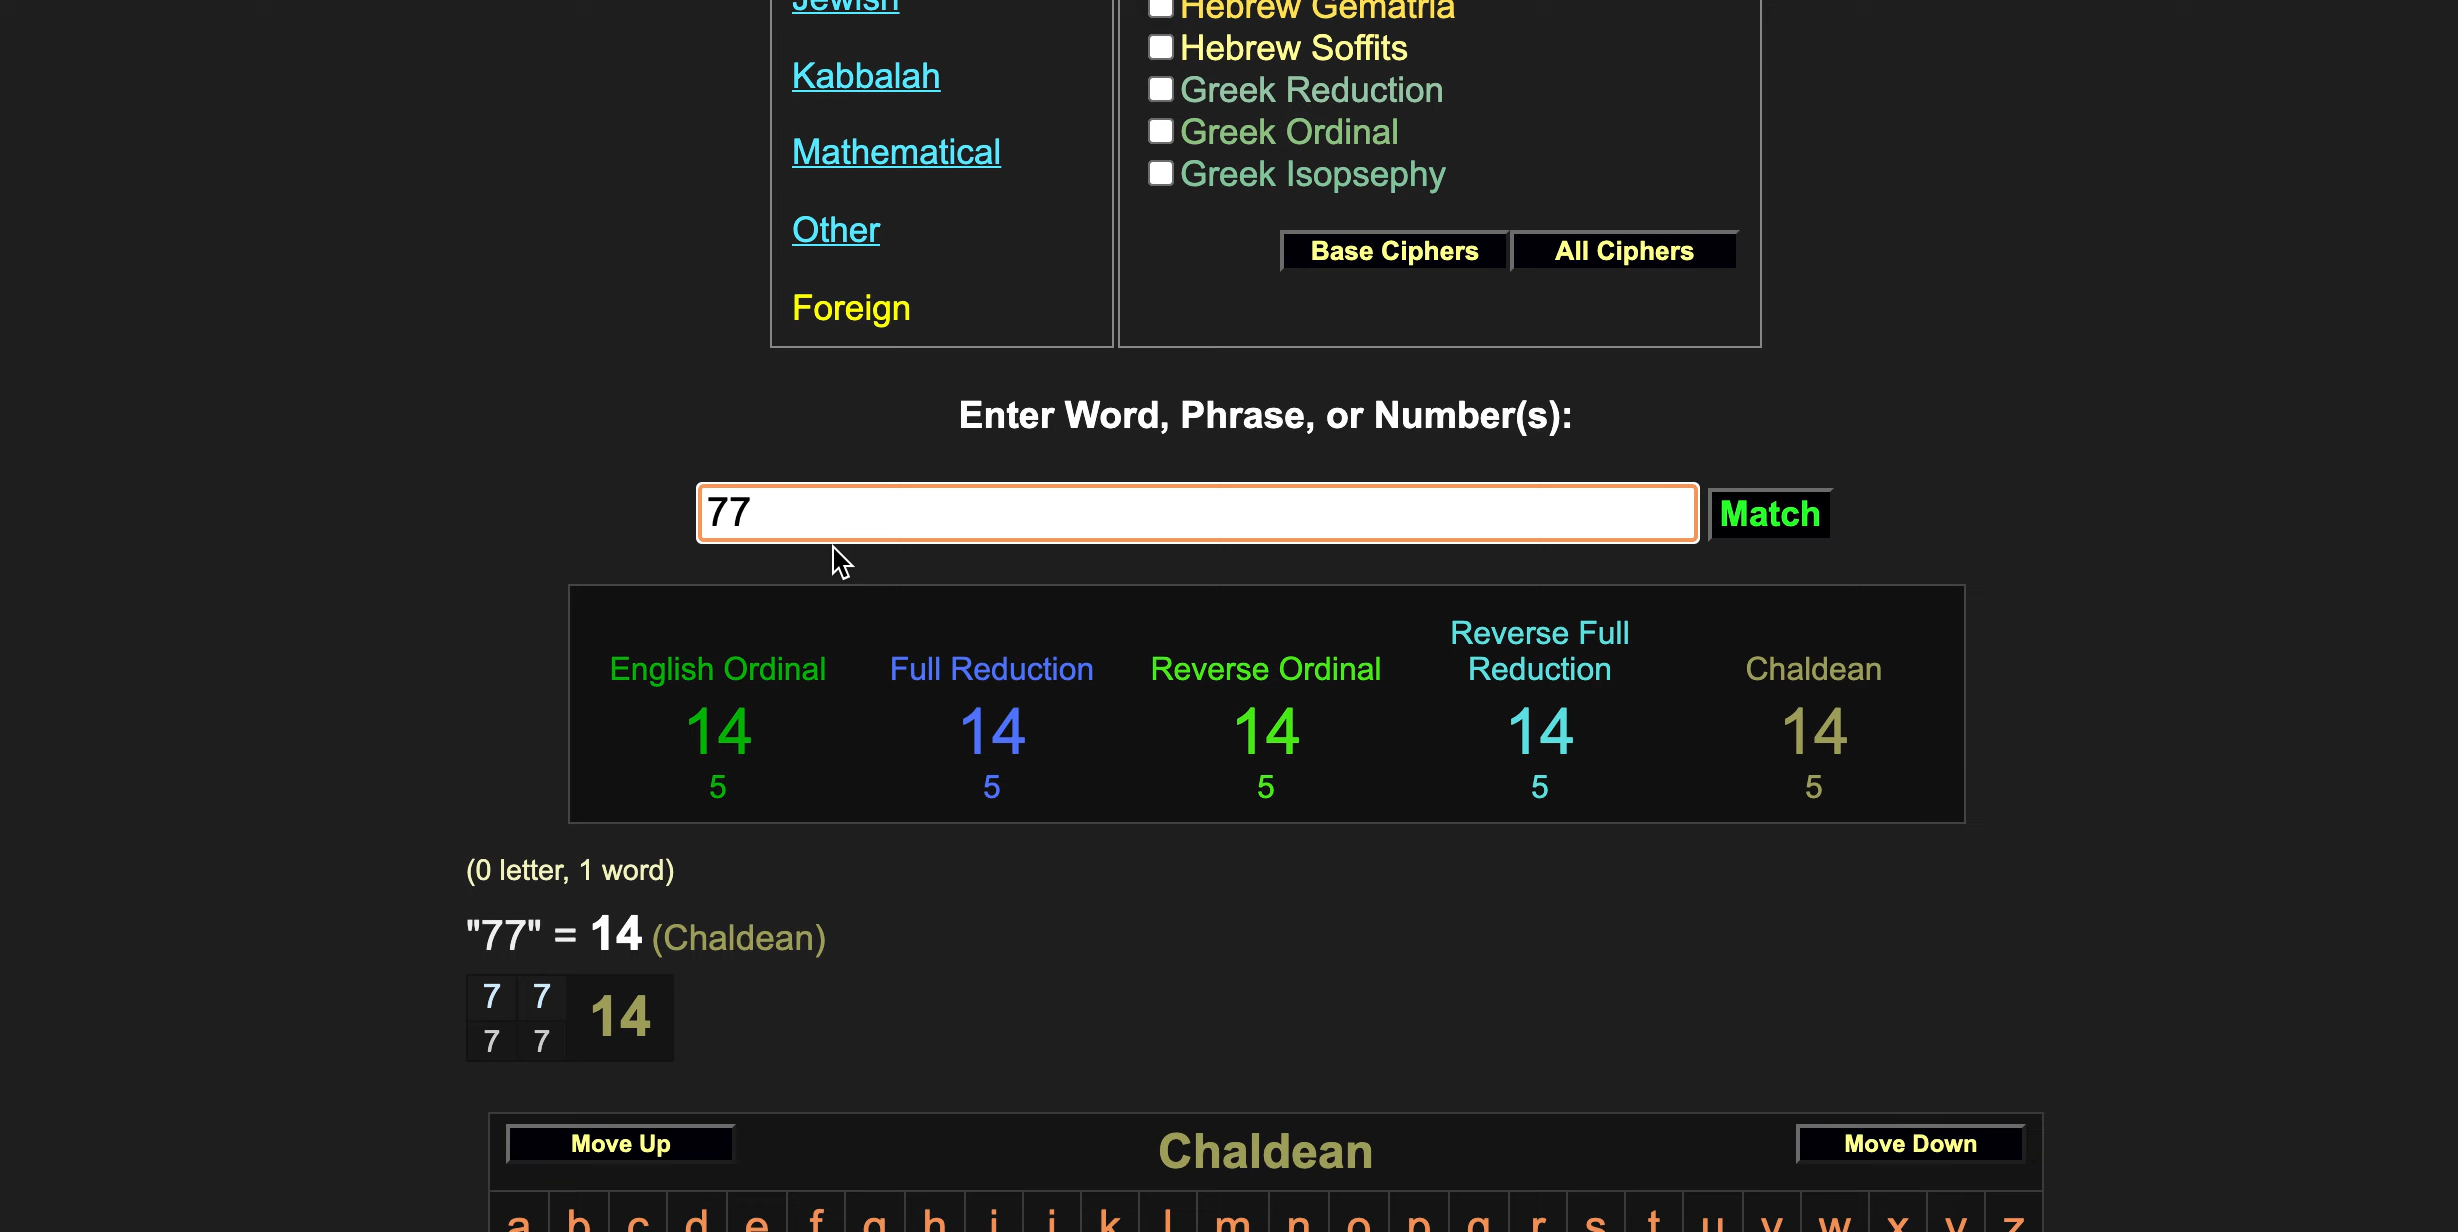 Jewish
Kabbalah
Mathematical
Other
Foreign
Hebrew Gematria
Hebrew Soffits
Greek Reduction
Greek Ordinal
Greek Isopsephy
Base Ciphers
All Ciphers
Enter Word, Phrase, or Number(s):
77
Match
English Ordinal
14
5
Full Reduction
14
5
Reverse Ordinal
14
5
Reverse Full
Reduction
14
5
Chaldean
14
5
(0 letter, 1 word)
"77" = 14 (Chaldean)
7 7
7 7
14
Move Up
Chaldean
Move Down
a b c d e f g h i j k l m n o p q r s t u v w x y z